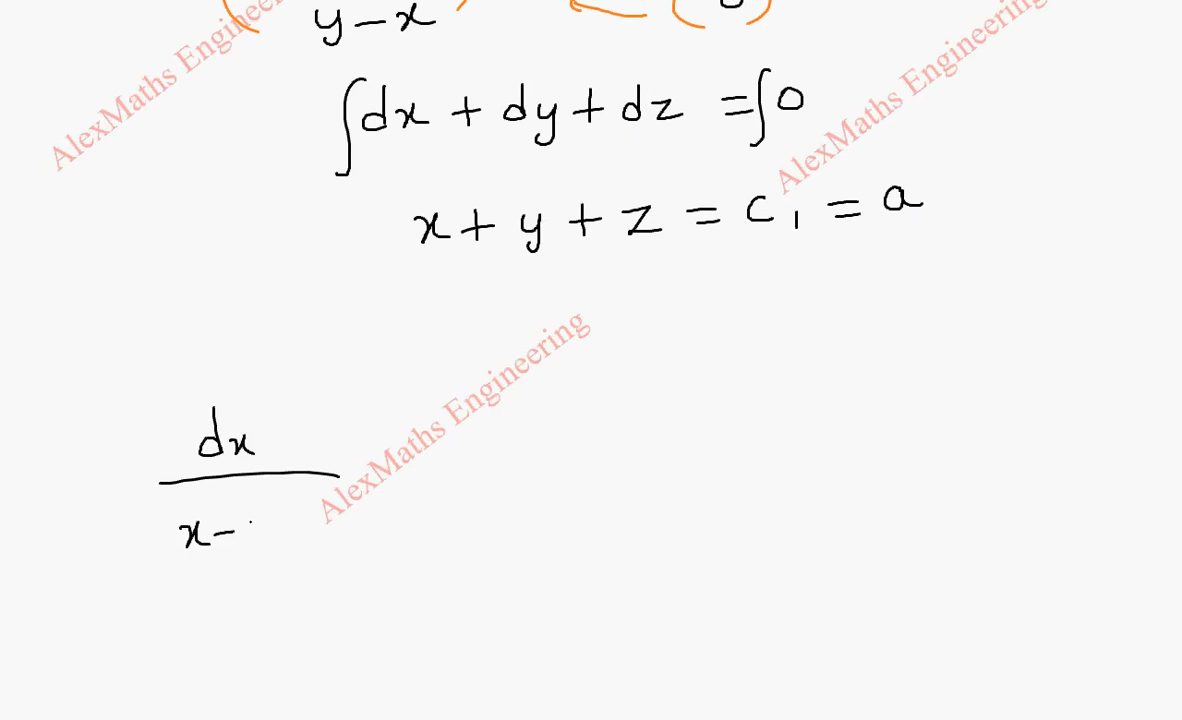 y-x
∫dx + dy + dz = ∫0
x + y + z = c₁ = a
dx
x-
AlexMaths Engineering
AlexMaths Engineering
AlexMaths Engineering